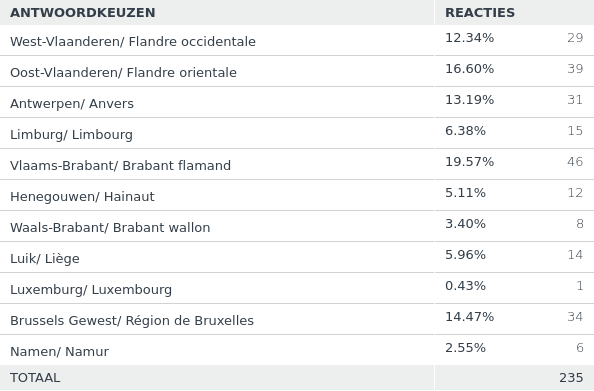 ANTWOORDKEUZEN REACTIES
West-Vlaanderen/ Flandre occidentale 12.34% 29
Oost-Vlaanderen/ Flandre orientale 16.60% 39
Antwerpen/ Anvers 13.19% 31
Limburg/ Limbourg 6.38% 15
Vlaams-Brabant/ Brabant flamand 19.57% 46
Henegouwen/ Hainaut 5.11% 12
Waals-Brabant/ Brabant wallon 3.40% 8
Luik/ Liège 5.96% 14
Luxemburg/ Luxembourg 0.43% 1
Brussels Gewest/ Région de Bruxelles 14.47% 34
Namen/ Namur 2.55% 6
TOTAAL 235